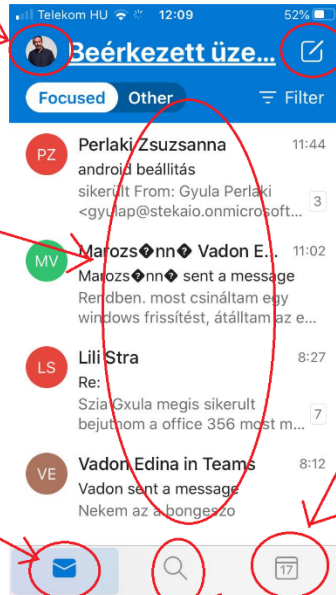 Telekom HU 12:09 52%
Beérkezett üze...
Focused Other Filter
PZ Perlaki Zsuzsanna 11:44
android beállitás
sikerült From: Gyula Perlaki
<gyulap@stekaio.onmicrosoft... 3
MV Marozs�nn� Vadon E... 11:02
Marozs�nn� sent a message
Rendben. most csináltam egy
windows frissítést, átálltam az e...
LS Lili Stra 8:27
Re:
Szia Gxula megis sikerult
bejutnom a office 356 most m... 7
VE Vadon Edina in Teams 8:12
Vadon sent a message
Nekem az a bongeszo
17